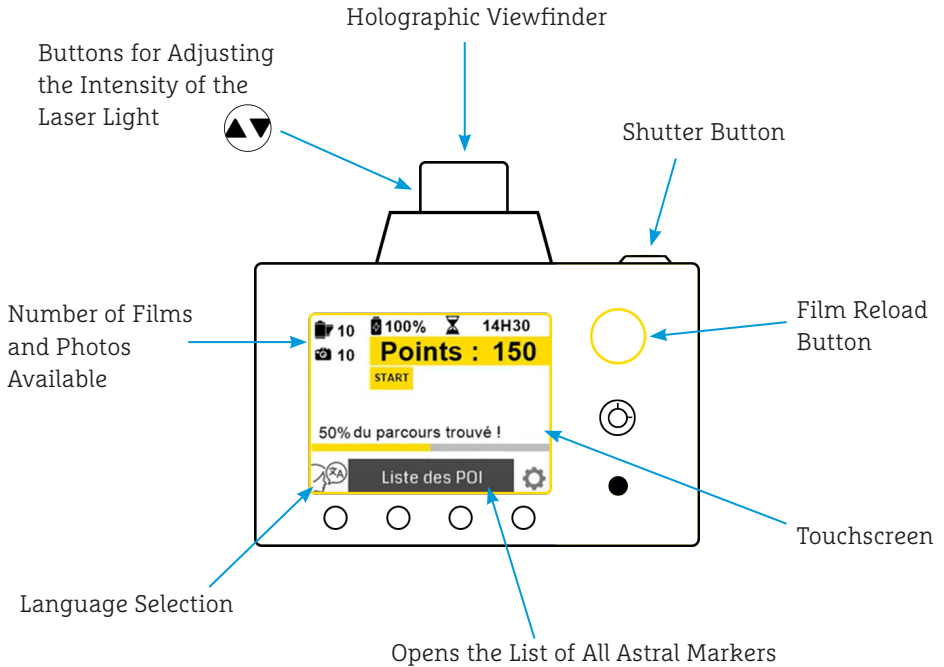 Holographic Viewfinder
Buttons for Adjusting
the Intensity of the
Laser Light
Shutter Button
Number of Films
and Photos
Available
10
100%
14H30
10
Points : 150
START
50% du parcours trouvé !
Liste des POI
Film Reload
Button
Touchscreen
Language Selection
Opens the List of All Astral Markers